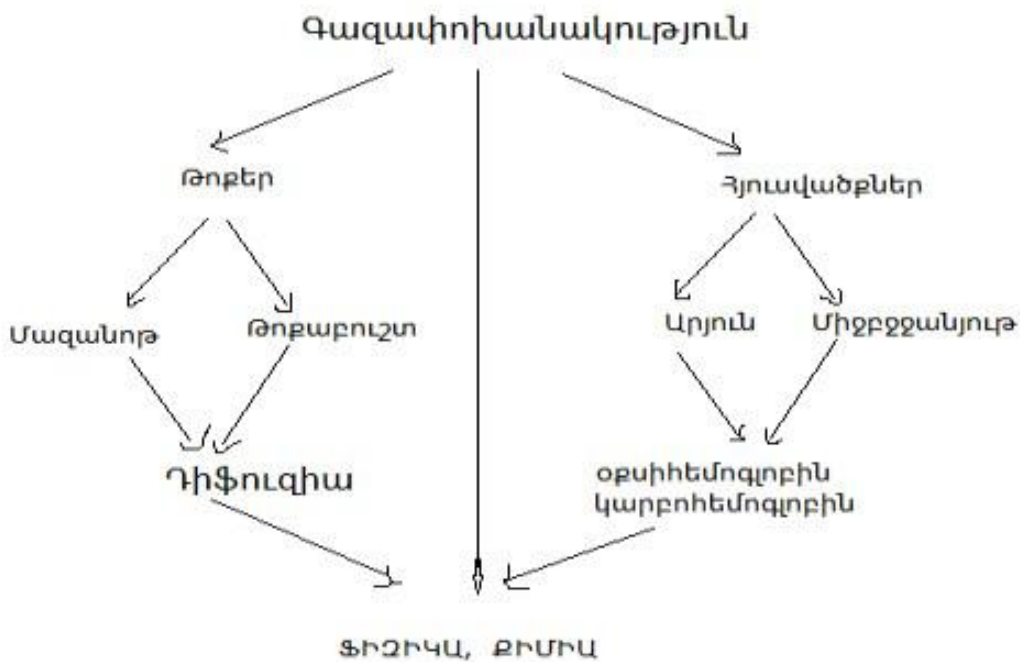 Գազափոխանակություն
Թոքեր
Հյուսվածքներ
Մազանոթ
Թոքաբուշտ
Արյուն
Միջբջջանյութ
Դիֆուզիա
օքսիհեմոգլոբին
կարբոհեմոգլոբին
ՖԻԶԻԿԱ, ՔԻՄԻԱ